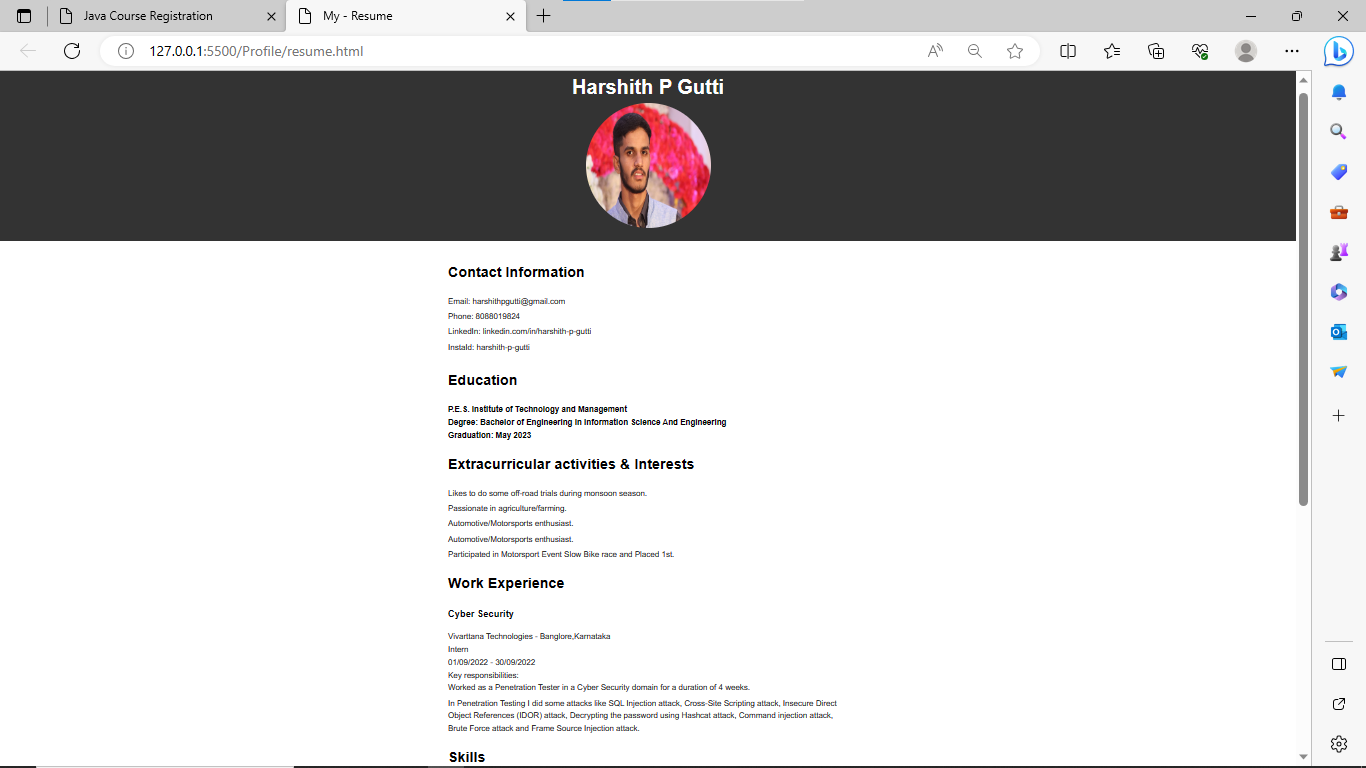 Java Course Registration
My - Resume
127.0.0.1:5500/Profile/resume.html
Harshith P Gutti
Contact Information
Email: harshithpgutti@gmail.com
Phone: 8088019824
LinkedIn: linkedin.com/in/harshith-p-gutti
InstaId: harshith-p-gutti
Education
P.E.S. Institute of Technology and Management
Degree: Bachelor of Engineering in Information Science And Engineering
Graduation: May 2023
Extracurricular activities & Interests
Likes to do some off-road trials during monsoon season.
Passionate in agriculture/farming.
Automotive/Motorsports enthusiast.
Automotive/Motorsports enthusiast.
Participated in Motorsport Event Slow Bike race and Placed 1st.
Work Experience
Cyber Security
Vivarttana Technologies - Banglore,Karnataka
Intern
01/09/2022 - 30/09/2022
Key responsibilities:
Worked as a Penetration Tester in a Cyber Security domain for a duration of 4 weeks.
In Penetration Testing I did some attacks like SQL Injection attack, Cross-Site Scripting attack, Insecure Direct
Object References (IDOR) attack, Decrypting the password using Hashcat attack, Command injection attack,
Brute Force attack and Frame Source Injection attack.
Skills